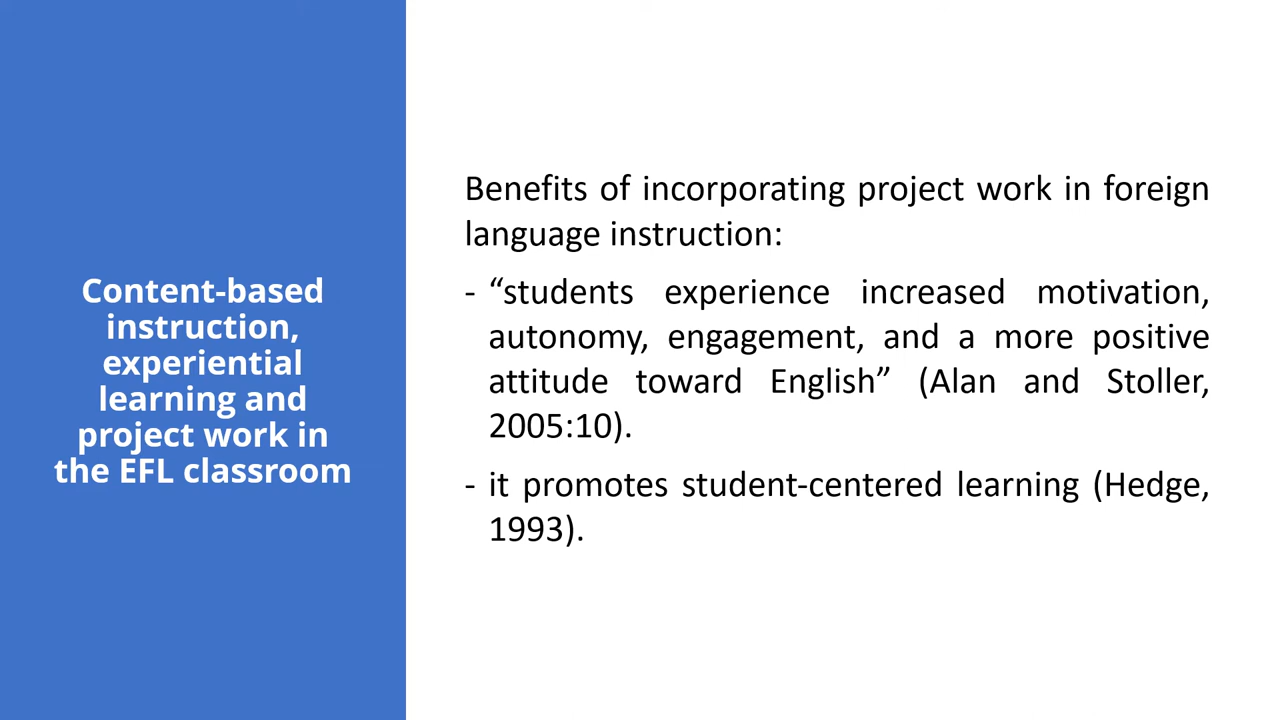 Content-based
instruction,
experiential
learning and
project work in
the EFL classroom
Benefits of incorporating project work in foreign
language instruction:
- “students experience increased motivation,
autonomy, engagement, and a more positive
attitude toward English” (Alan and Stoller,
2005:10).
- it promotes student-centered learning (Hedge,
1993).